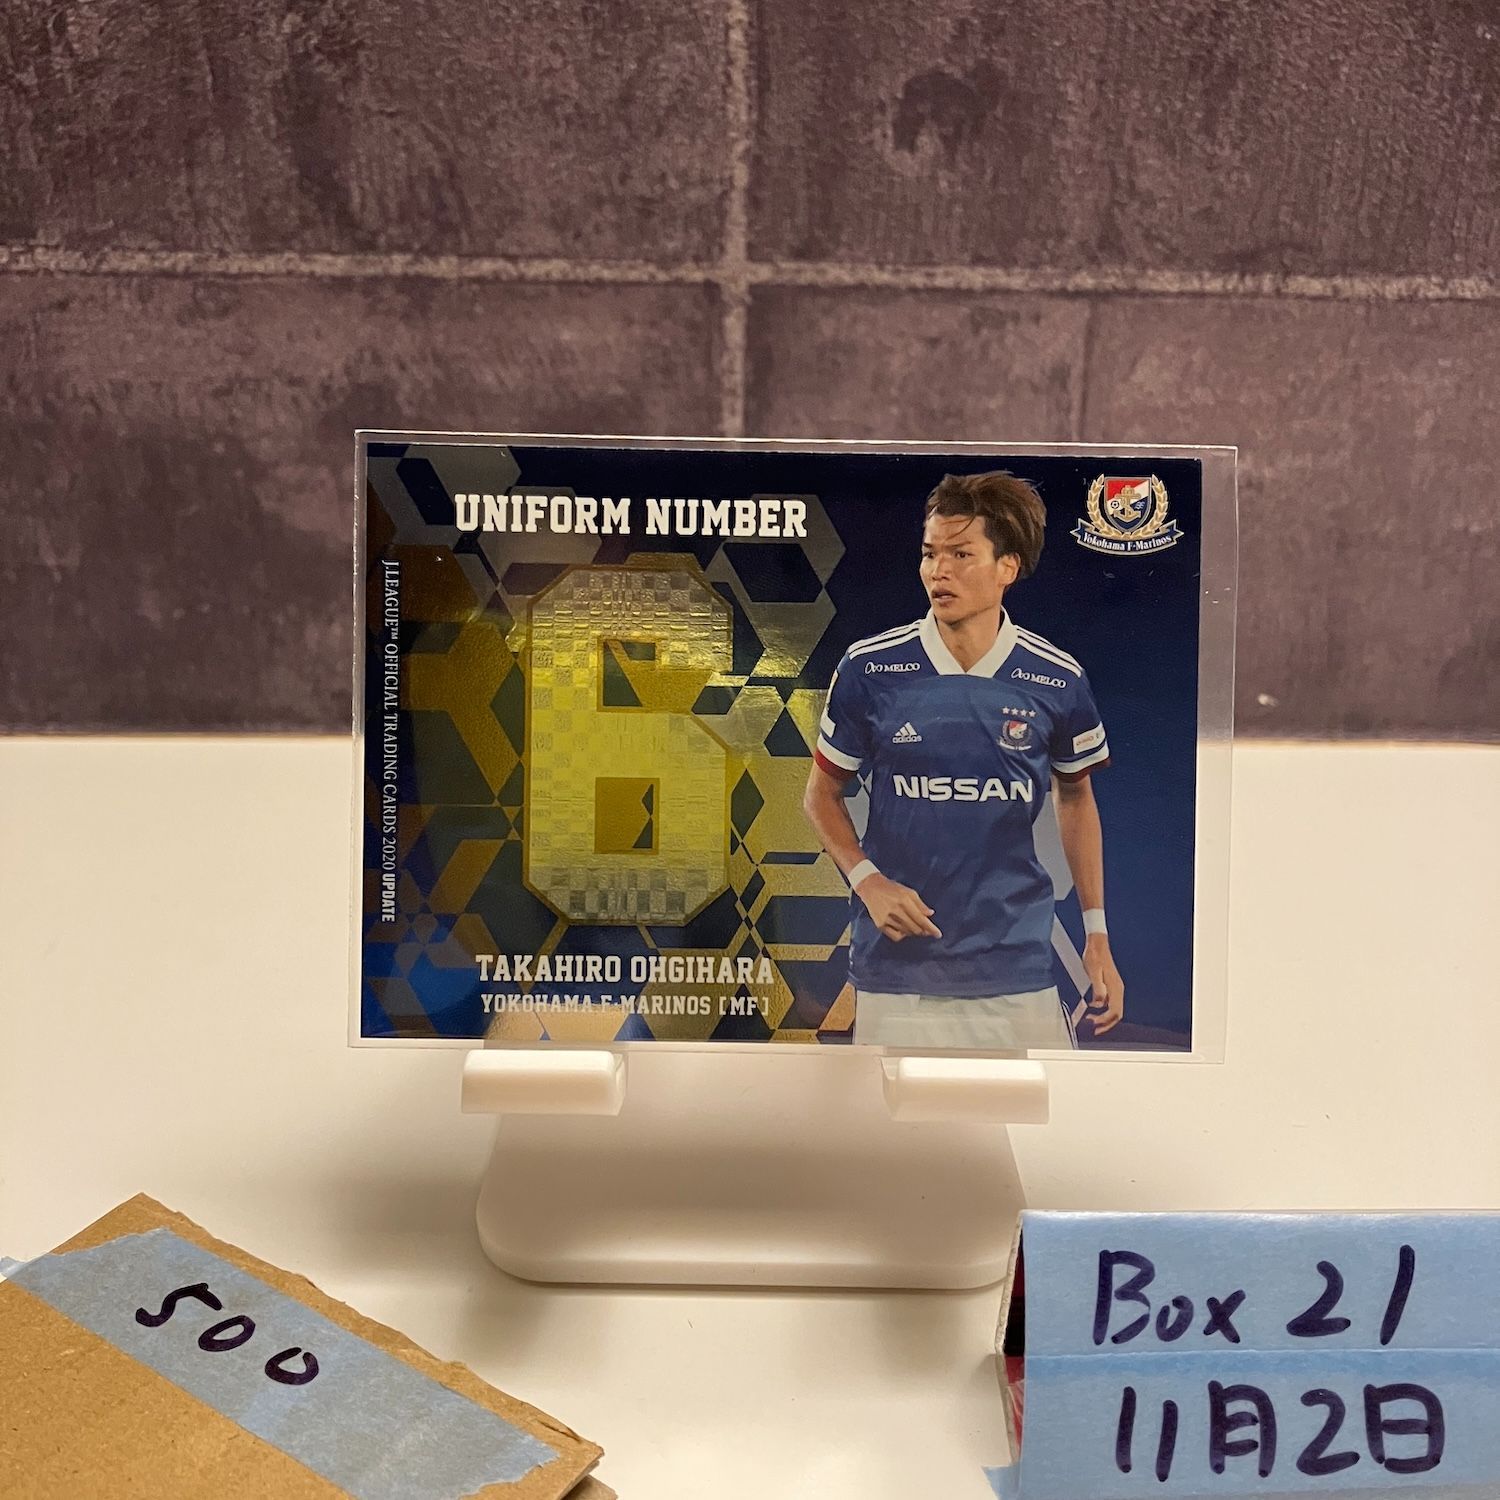 UNIFORM NUMBER
6
TAKAHIRO OHGIHARA
YOKOHAMA F·MARINOS [MF]
J.LEAGUE™ OFFICIAL TRADING CARDS 2020 UPDATE
Yokohama F·Marinos
MELCO
MELCO
adidas
NISSAN
500
Box 21
11月2日